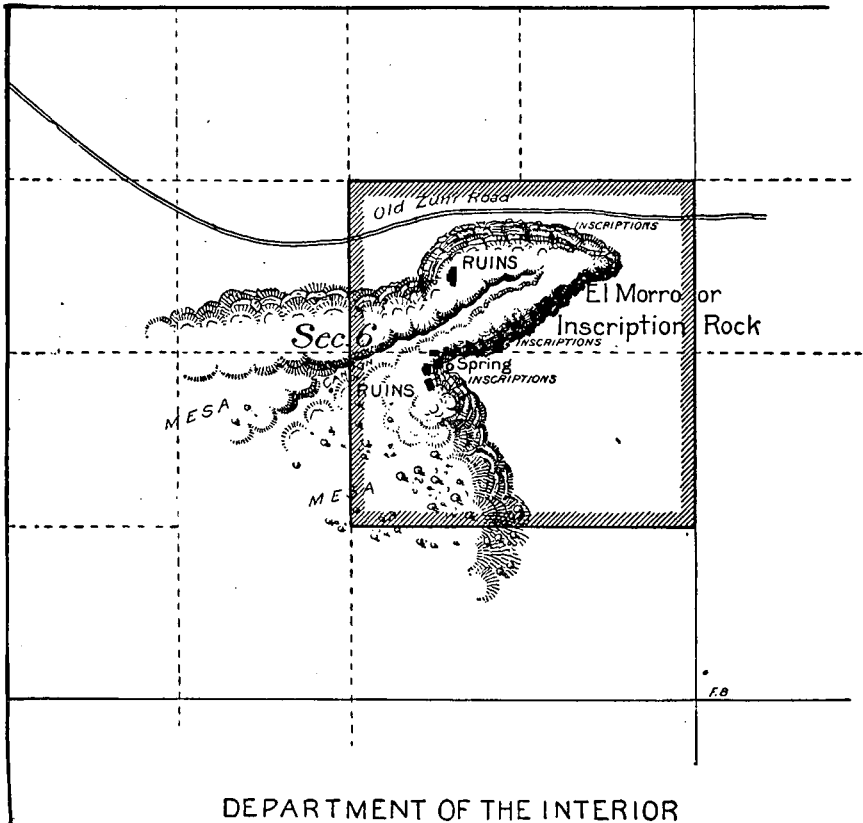 Old Zuni Road
INSCRIPTIONS
RUINS
El Morro or
Inscription Rock
Sec. 6
INSCRIPTIONS
Spring
CANYON
INSCRIPTIONS
RUINS
MESA
MESA
F.B
DEPARTMENT OF THE INTERIOR